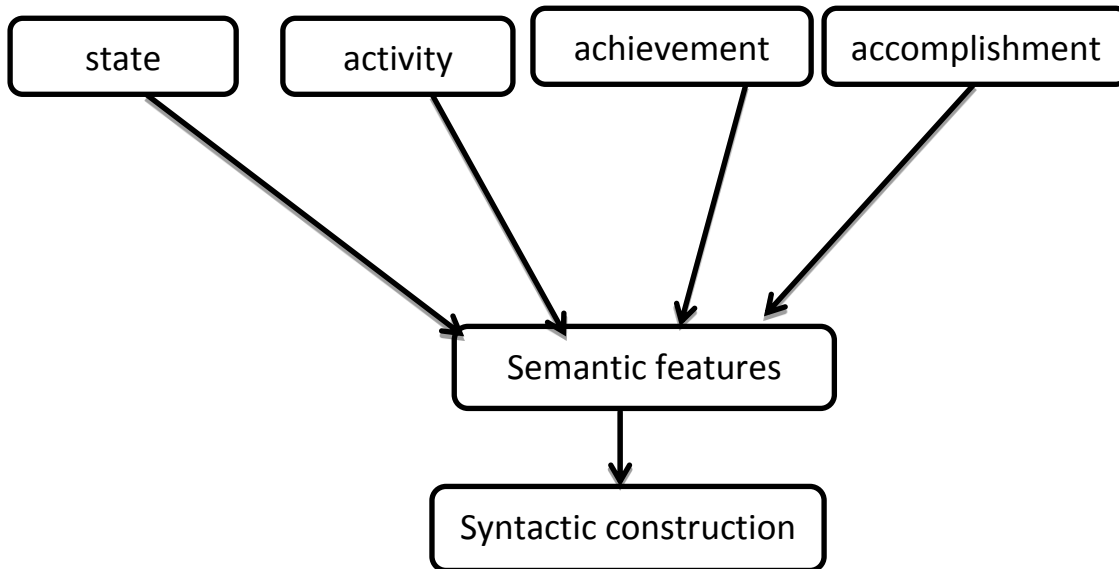 state
activity
achievement
accomplishment
Semantic features
Syntactic construction